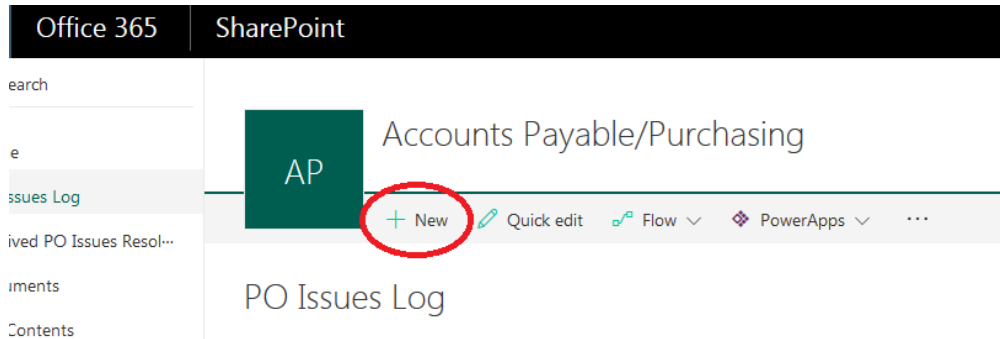 Office 365 SharePoint
earch
e
ssues Log
ived PO Issues Resol···
uments
Contents
AP
Accounts Payable/Purchasing
+ New Quick edit Flow PowerApps ···
PO Issues Log